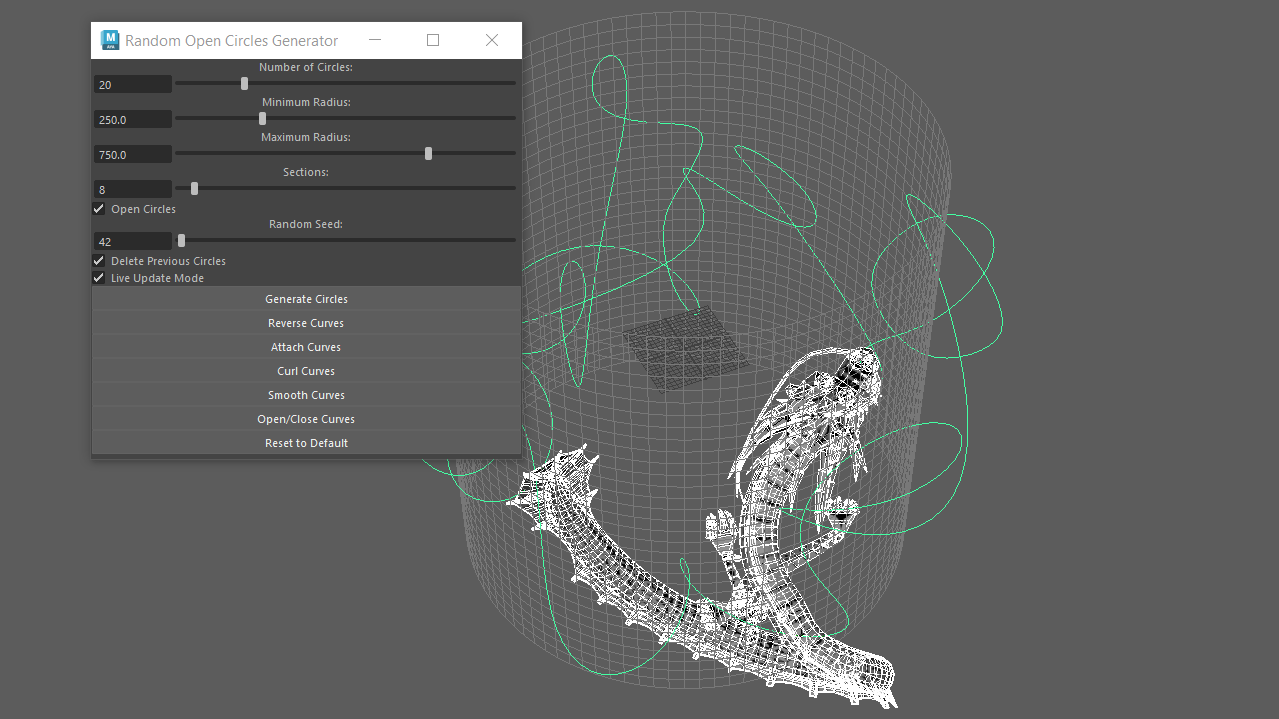 Random Open Circles Generator
Number of Circles:
20
Minimum Radius:
250.0
Maximum Radius:
750.0
Sections:
8
Open Circles
Random Seed:
42
Delete Previous Circles
Live Update Mode
Generate Circles
Reverse Curves
Attach Curves
Curl Curves
Smooth Curves
Open/Close Curves
Reset to Default